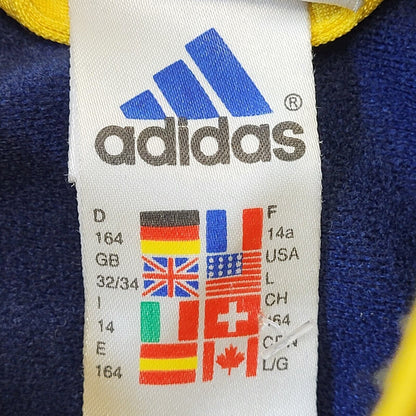 adidas ®
D F
164 14a
GB USA
32/34 L
I CH
14 164
E CDN
164 L/G